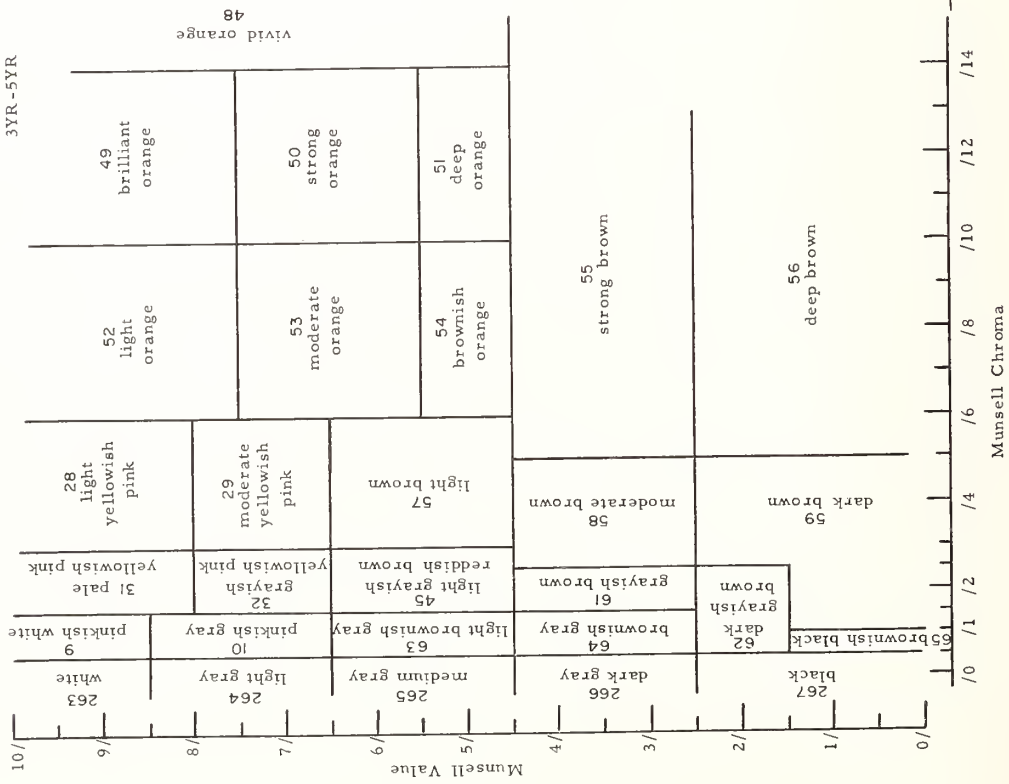 3YR-5YR
48
vivid orange
49
brilliant
orange
50
strong
orange
51
deep
orange
52
light
orange
53
moderate
orange
54
brownish
orange
55
strong brown
56
deep brown
28
light
yellowish
pink
29
moderate
yellowish
pink
57
light brown
58
moderate brown
59
dark brown
31 pale
yellowish pink
32
grayish
yellowish pink
45
light grayish
reddish brown
61
grayish brown
62
dark
grayish
brown
9
pinkish white
10
pinkish gray
63
light brownish gray
64
brownish gray
65 brownish black
263
white
264
light gray
265
medium gray
266
dark gray
267
black
10/
9/
8/
7/
6/
5/
4/
3/
2/
1/
0/
Munsell Value
/0
/1
/2
/4
/6
/8
/10
/12
/14
Munsell Chroma